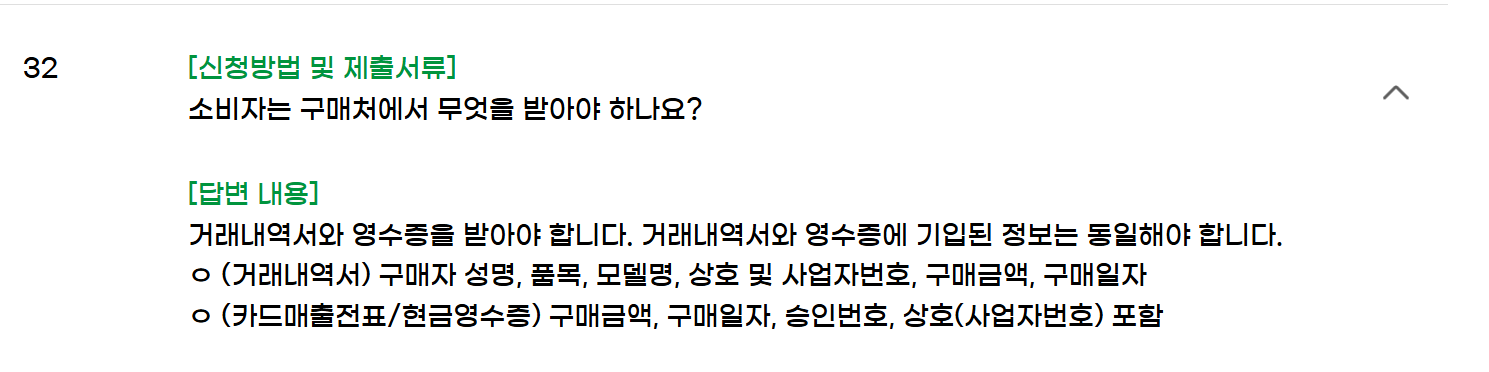 32
[신청방법 및 제출서류]
소비자는 구매처에서 무엇을 받아야 하나요?
[답변 내용]
거래내역서와 영수증을 받아야 합니다. 거래내역서와 영수증에 기입된 정보는 동일해야 합니다.
ㅇ (거래내역서) 구매자 성명, 품목, 모델명, 상호 및 사업자번호, 구매금액, 구매일자
ㅇ (카드매출전표/현금영수증) 구매금액, 구매일자, 승인번호, 상호(사업자번호) 포함